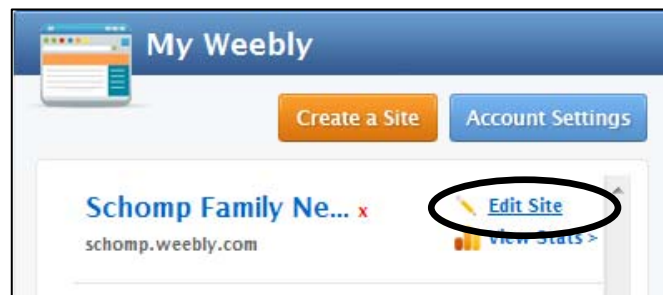 My Weebly
Create a Site Account Settings
Schomp Family Ne... x Edit Site
schomp.weebly.com View Stats >